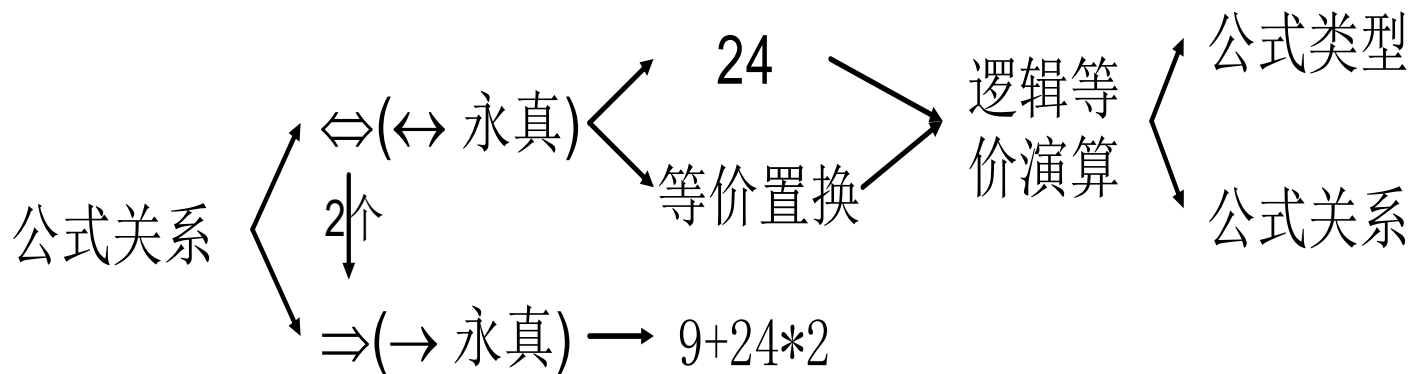 公式关系
⇔(↔ 永真)
2个
⇒(→ 永真)
24
等价置换
9+24*2
逻辑等
价演算
公式类型
公式关系